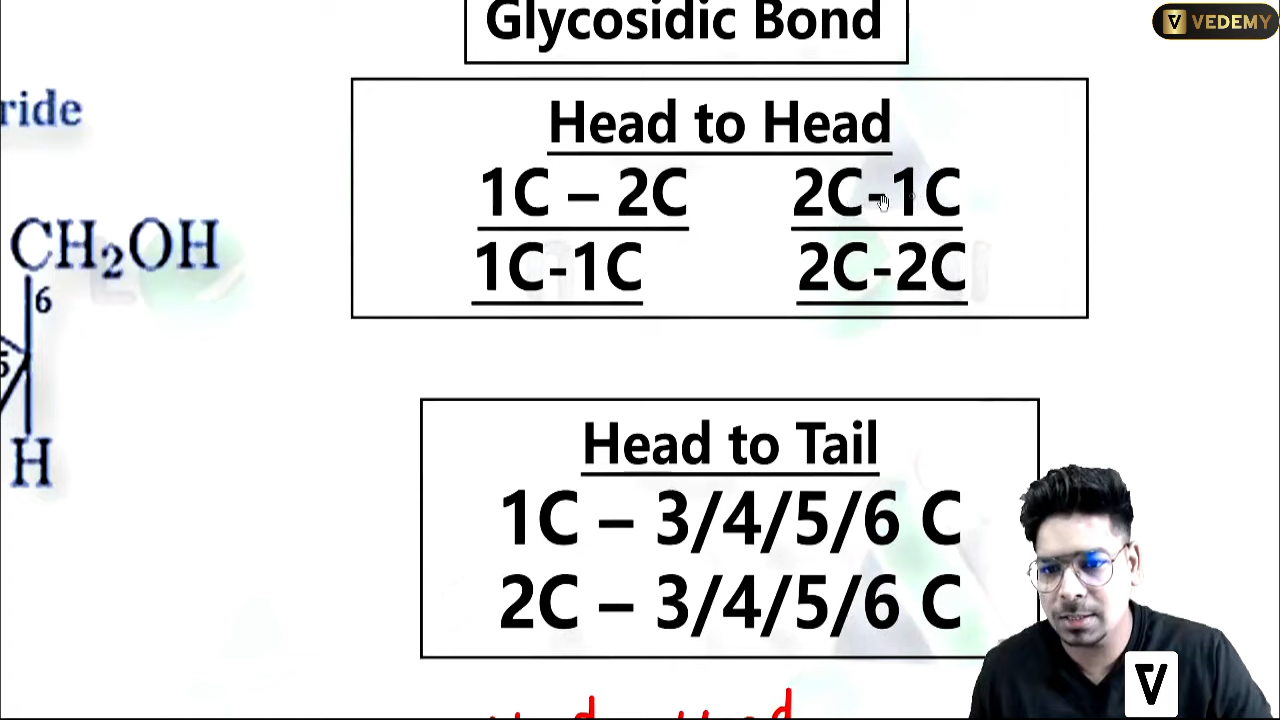 Glycosidic Bond
VEDEMY
ride
Head to Head
1C – 2C 2C-1C
1C-1C 2C-2C
CH₂OH
6
5
H
Head to Tail
1C – 3/4/5/6 C
2C – 3/4/5/6 C